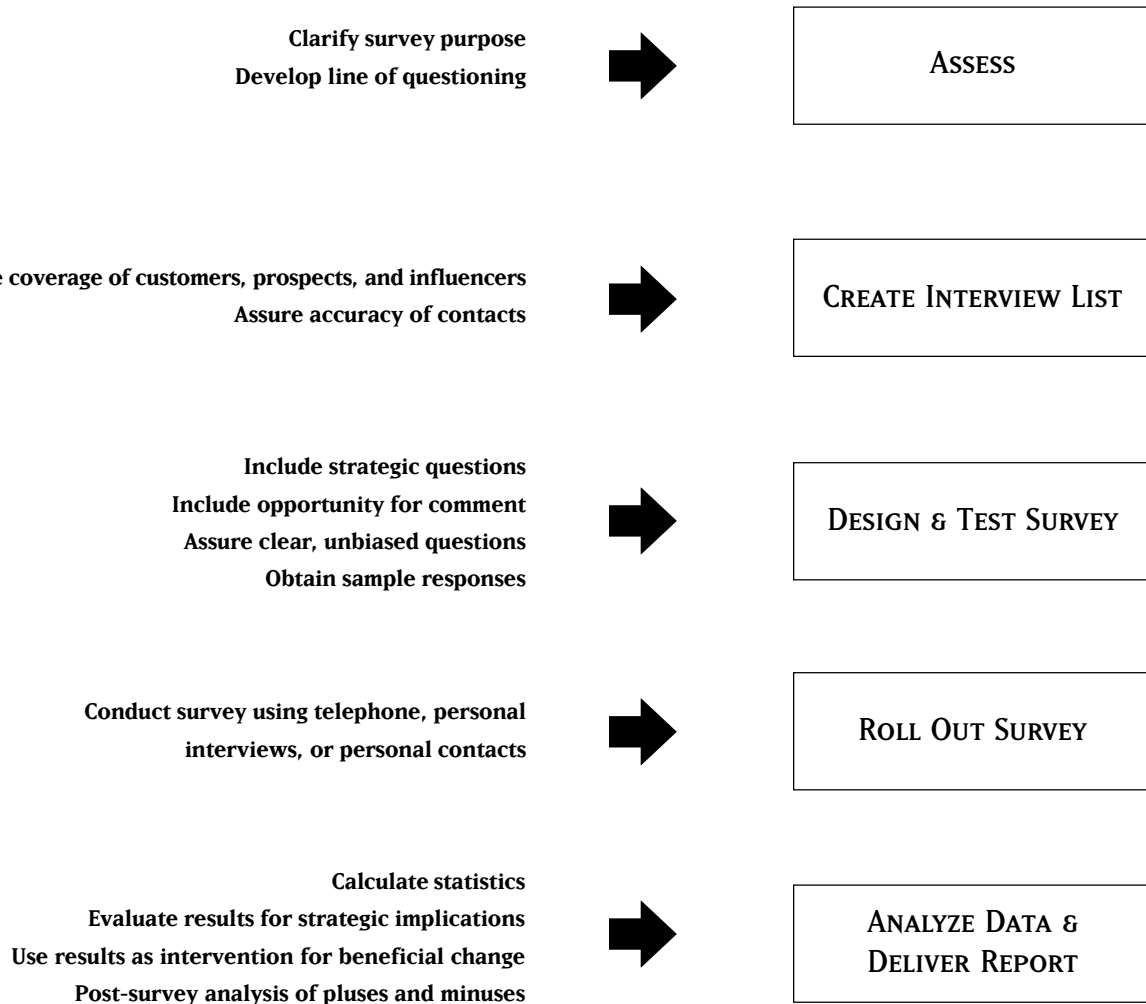 Clarify survey purpose
Develop line of questioning
ASSESS
coverage of customers, prospects, and influencers
Assure accuracy of contacts
CREATE INTERVIEW LIST
Include strategic questions
Include opportunity for comment
Assure clear, unbiased questions
Obtain sample responses
DESIGN & TEST SURVEY
Conduct survey using telephone, personal
interviews, or personal contacts
ROLL OUT SURVEY
Calculate statistics
Evaluate results for strategic implications
Use results as intervention for beneficial change
Post-survey analysis of pluses and minuses
ANALYZE DATA &
DELIVER REPORT